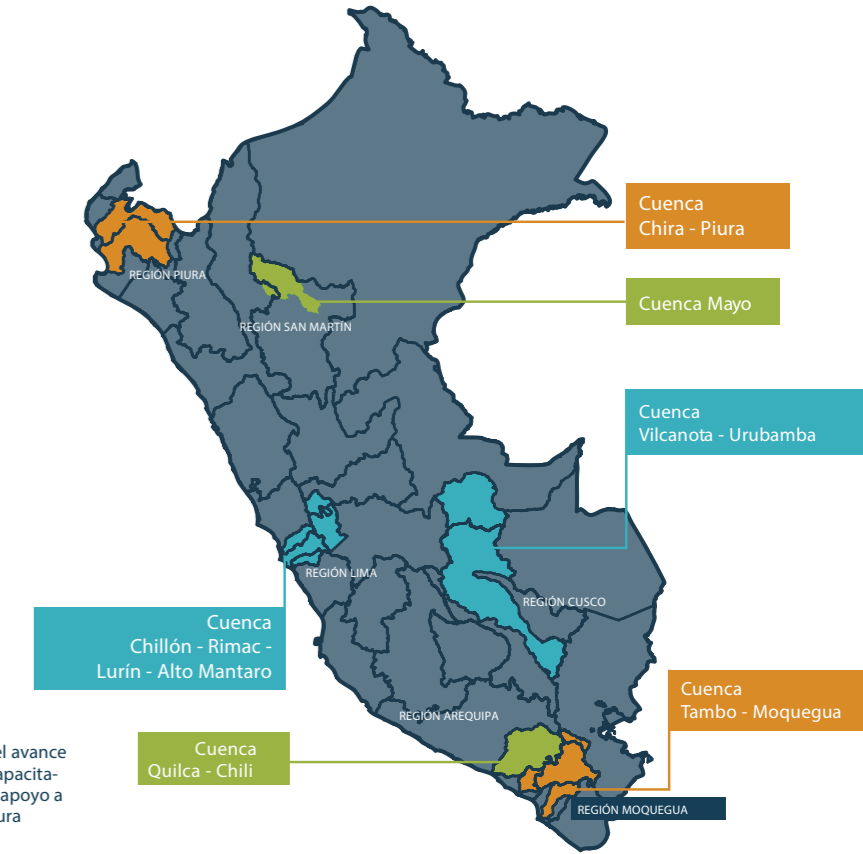 Cuenca
Chira - Piura
REGIÓN PIURA
Cuenca Mayo
REGIÓN SAN MARTÍN
Cuenca
Vilcanota - Urubamba
REGIÓN LIMA
REGIÓN CUSCO
Cuenca
Chillón - Rimac -
Lurín - Alto Mantaro
Cuenca
Tambo - Moquegua
REGIÓN AREQUIPA
Cuenca
Quilca - Chili
REGIÓN MOQUEGUA
el avance
apacita-
apoyo a
ura